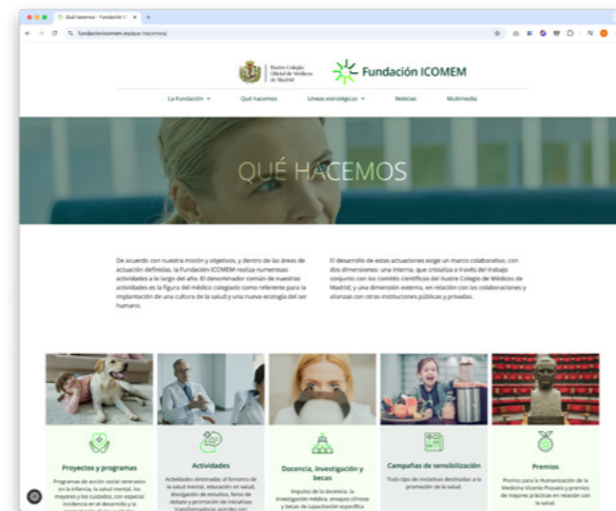 Qué hacemos - Fundación IC
fundacionicomem.es/que-hacemos/
Ilustre Colegio
Oficial de Médicos
de Madrid
Fundación ICOMEM
La Fundación
Qué hacemos
Líneas estratégicas
Noticias
Multimedia
QUÉ HACEMOS
De acuerdo con nuestra misión y objetivos, y dentro de las áreas de
actuación definidas, la Fundación ICOMEM realiza numerosas
actividades a lo largo del año. El denominador común de nuestras
actividades es la figura del médico colegiado como referente para la
implantación de una cultura de la salud y una nueva ecología del ser
humano.
El desarrollo de estas actuaciones exige un marco colaborativo, con
dos dimensiones: una interna, que cristaliza a través del trabajo
conjunto con los comités científicos del Ilustre Colegio de Médicos de
Madrid; y una dimensión externa, en relación con las colaboraciones y
alianzas con otras instituciones públicas y privadas.
Proyectos y programas
Programas de acción social centrados
en la infancia, la salud mental, los
mayores y los cuidados, con especial
incidencia en el desarrollo y la
Actividades
Actividades destinadas al fomento de
la salud mental, educación en salud,
divulgación de estudios, foros de
debate y promoción de iniciativas
transformadoras acordes con
Docencia, investigación y
becas
Impulso de la docencia, la
investigación médica, ensayos clínicos
y becas de capacitación específica
Campañas de sensibilización
Todo tipo de iniciativas destinadas a la
promoción de la salud
Premios
Premio para la Humanización de la
Medicina Vicente Pozuelo y premios
de mejores prácticas en relación con
la salud.